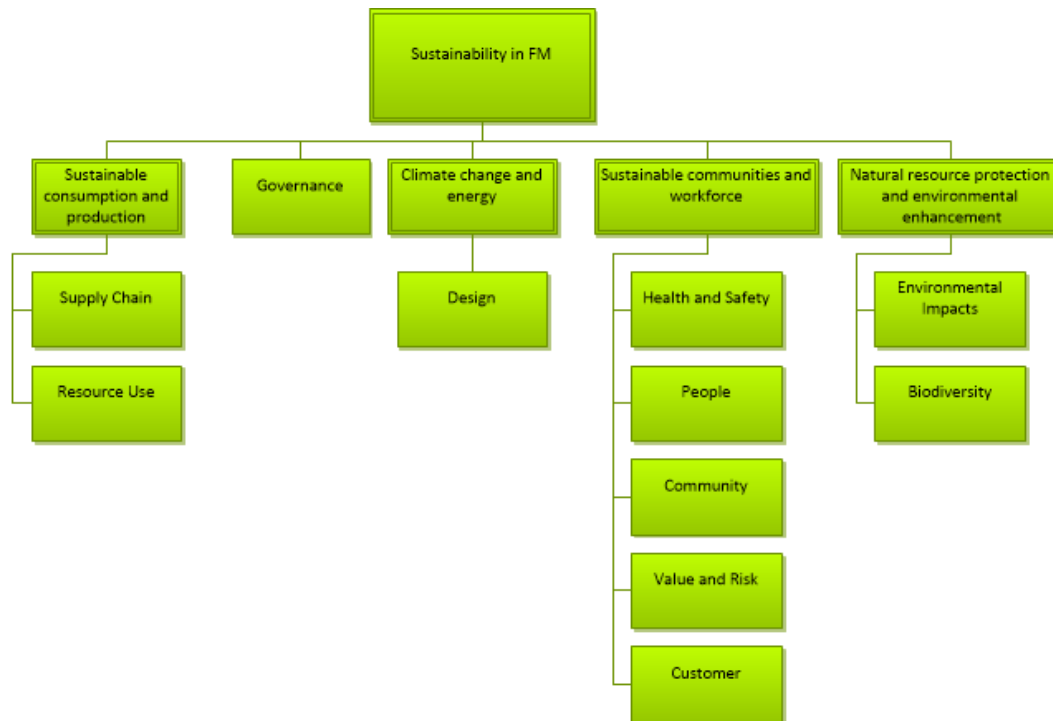 Sustainability in FM
Sustainable
consumption and
production
Governance
Climate change and
energy
Sustainable communities and
workforce
Natural resource protection
and environmental
enhancement
Supply Chain
Design
Health and Safety
Environmental
Impacts
Resource Use
People
Biodiversity
Community
Value and Risk
Customer